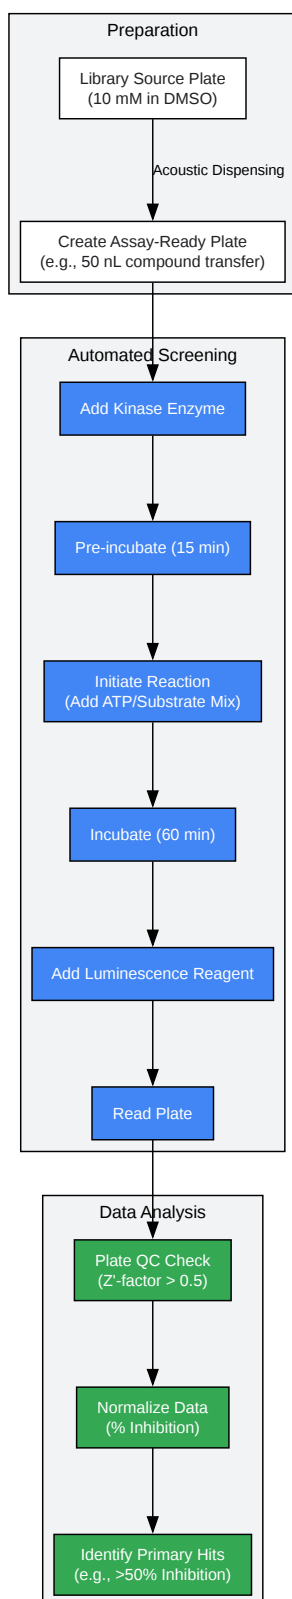 Preparation
Library Source Plate
(10 mM in DMSO)
Acoustic Dispensing
Create Assay-Ready Plate
(e.g., 50 nL compound transfer)
Automated Screening
Add Kinase Enzyme
Pre-incubate (15 min)
Initiate Reaction
(Add ATP/Substrate Mix)
Incubate (60 min)
Add Luminescence Reagent
Read Plate
Data Analysis
Plate QC Check
(Z'-factor > 0.5)
Normalize Data
(% Inhibition)
Identify Primary Hits
(e.g., >50% Inhibition)